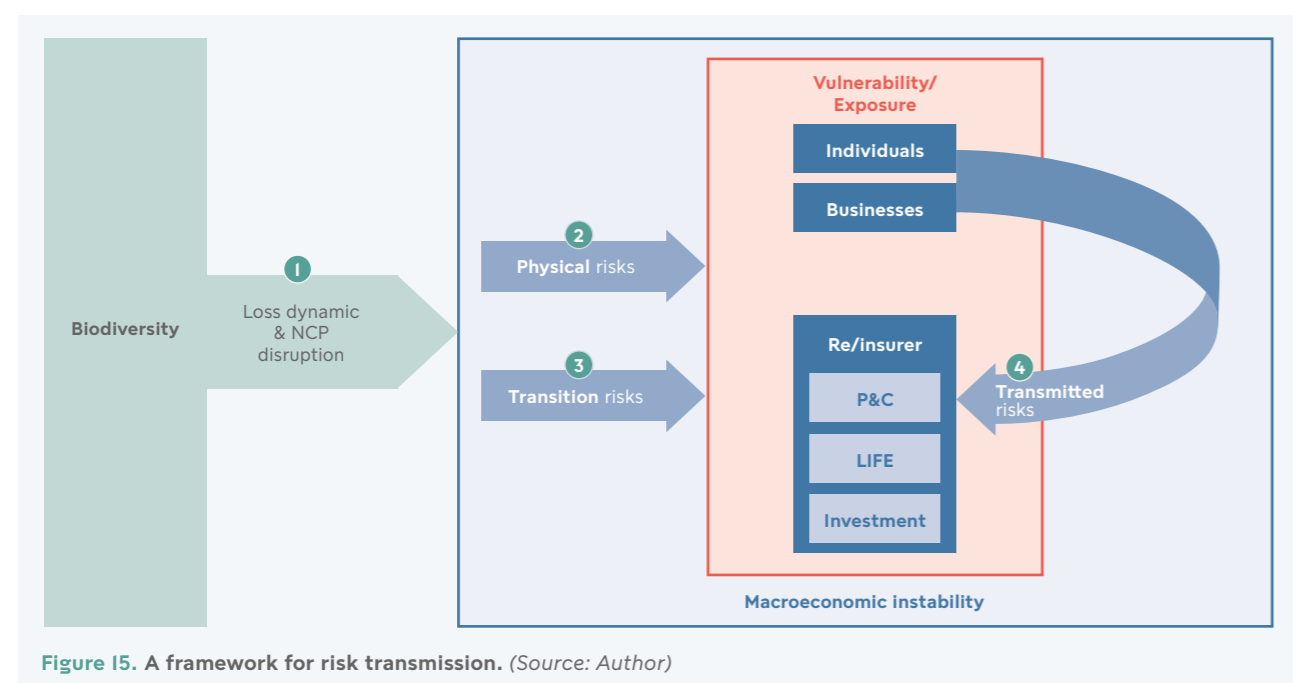 Biodiversity
1
Loss dynamic
& NCP
disruption
2
Physical risks
3
Transition risks
Vulnerability/
Exposure
Individuals
Businesses
Re/insurer
P&C
LIFE
Investment
4
Transmitted
risks
Macroeconomic instability
Figure 15. A framework for risk transmission. (Source: Author)